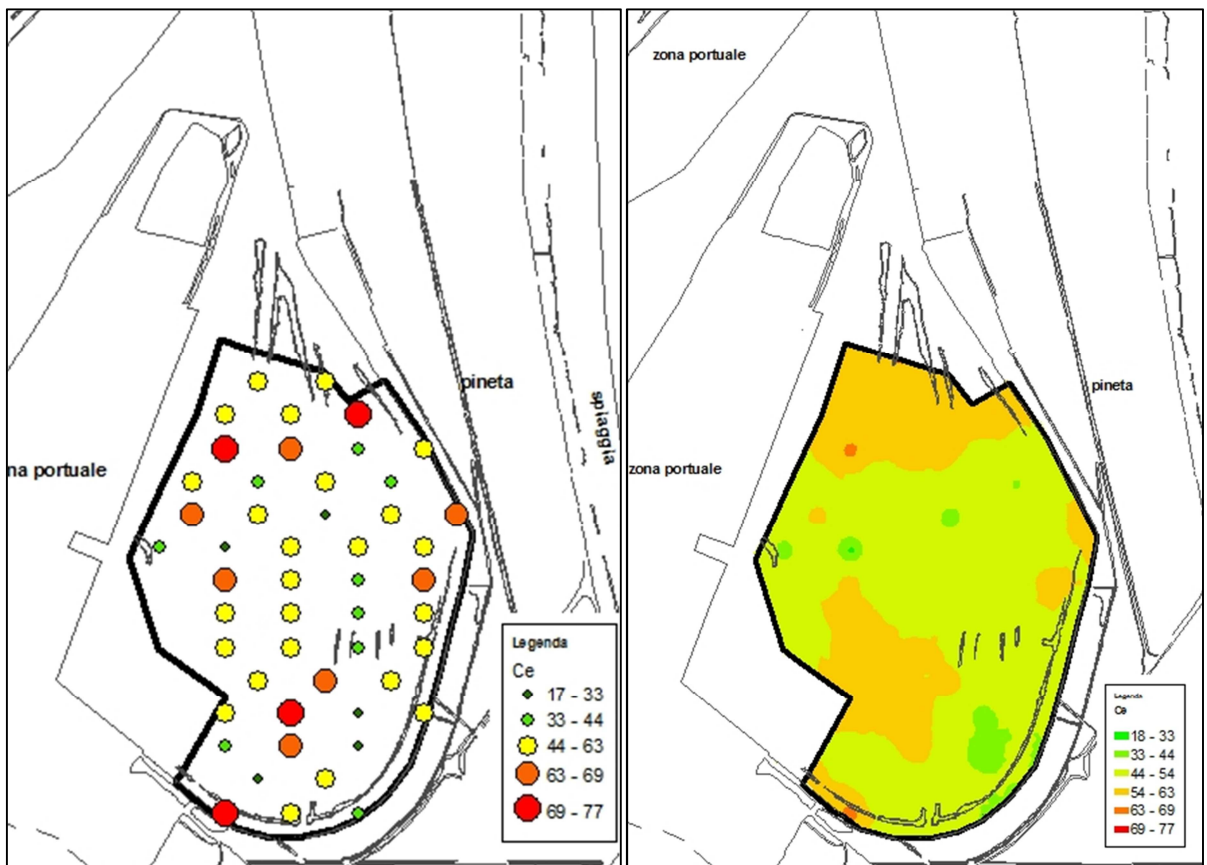 pineta
spiaggia
na portuale
Legenda
Ce
17 - 33
33 - 44
44 - 63
63 - 69
69 - 77
zona portuale
pineta
zona portuale
Legenda
Ce
18 - 33
33 - 44
44 - 54
54 - 63
63 - 69
69 - 77